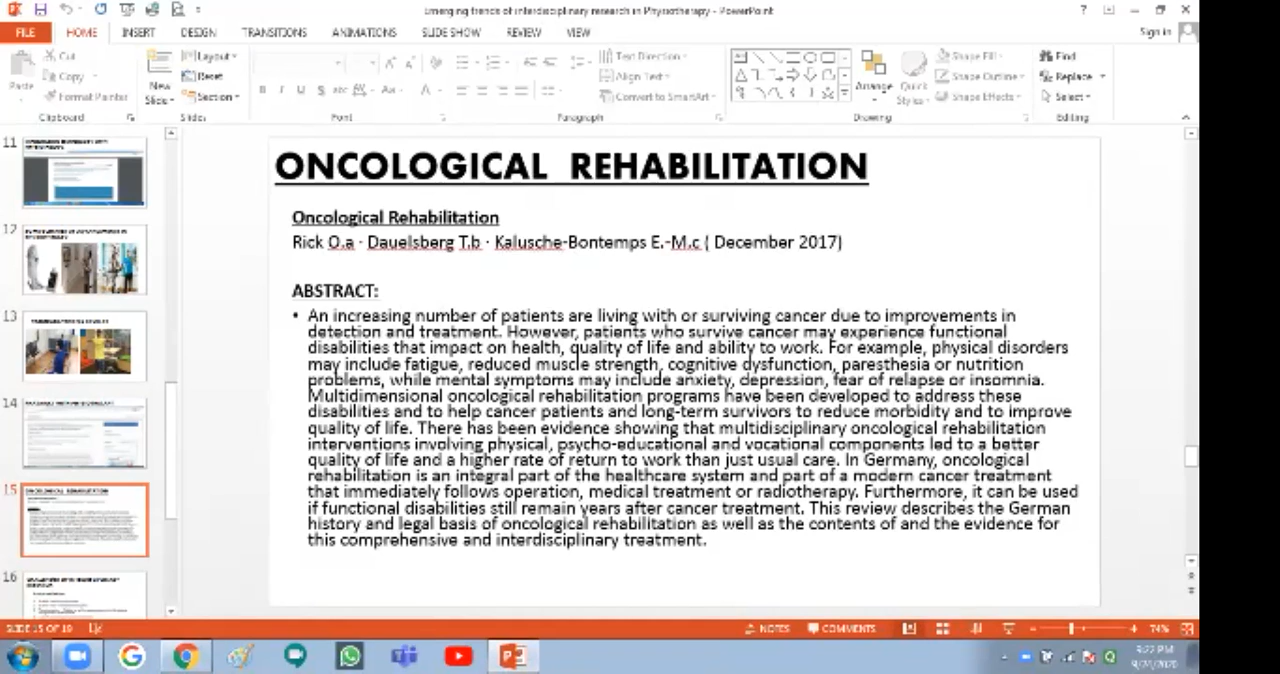 Emerging trends of interdisciplinary research in Physiotherapy - PowerPoint
FILE HOME INSERT DESIGN TRANSITIONS ANIMATIONS SLIDE SHOW REVIEW VIEW Sign in
Cut
Copy
Format Painter
Paste
New
Slide
Layout
Reset
Section
Text Direction
Align Text
Convert to SmartArt
Arrange
Quick
Styles
Shape Fill
Shape Outline
Shape Effects
Find
Replace
Select
Clipboard Slides Font Paragraph Drawing Editing
11
12
13
14
15
ONCOLOGICAL REHABILITATION
16
ONCOLOGICAL REHABILITATION
Oncological Rehabilitation
Rick O.a · Dauelsberg T.b · Kalusche-Bontemps E.-M.c ( December 2017)
ABSTRACT:
• An increasing number of patients are living with or surviving cancer due to improvements in
detection and treatment. However, patients who survive cancer may experience functional
disabilities that impact on health, quality of life and ability to work. For example, physical disorders
may include fatigue, reduced muscle strength, cognitive dysfunction, paresthesia or nutrition
problems, while mental symptoms may include anxiety, depression, fear of relapse or insomnia.
Multidimensional oncological rehabilitation programs have been developed to address these
disabilities and to help cancer patients and long-term survivors to reduce morbidity and to improve
quality of life. There has been evidence showing that multidisciplinary oncological rehabilitation
interventions involving physical, psycho-educational and vocational components led to a better
quality of life and a higher rate of return to work than just usual care. In Germany, oncological
rehabilitation is an integral part of the healthcare system and part of a modern cancer treatment
that immediately follows operation, medical treatment or radiotherapy. Furthermore, it can be used
if functional disabilities still remain years after cancer treatment. This review describes the German
history and legal basis of oncological rehabilitation as well as the contents of and the evidence for
this comprehensive and interdisciplinary treatment.
SLIDE 15 OF 19 NOTES COMMENTS 74%
9:22 PM
9/24/2020